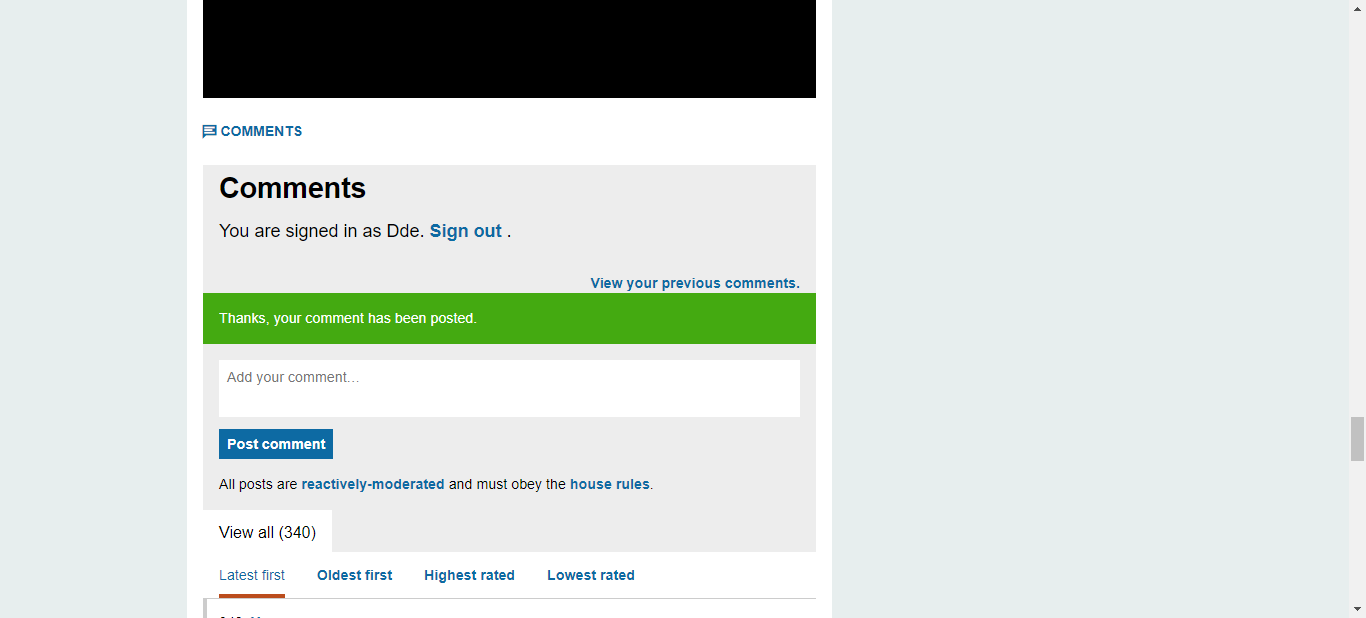 COMMENTS
Comments
You are signed in as Dde. Sign out .
View your previous comments.
Thanks, your comment has been posted.
Add your comment...
Post comment
All posts are reactively-moderated and must obey the house rules.
View all (340)
Latest first Oldest first Highest rated Lowest rated